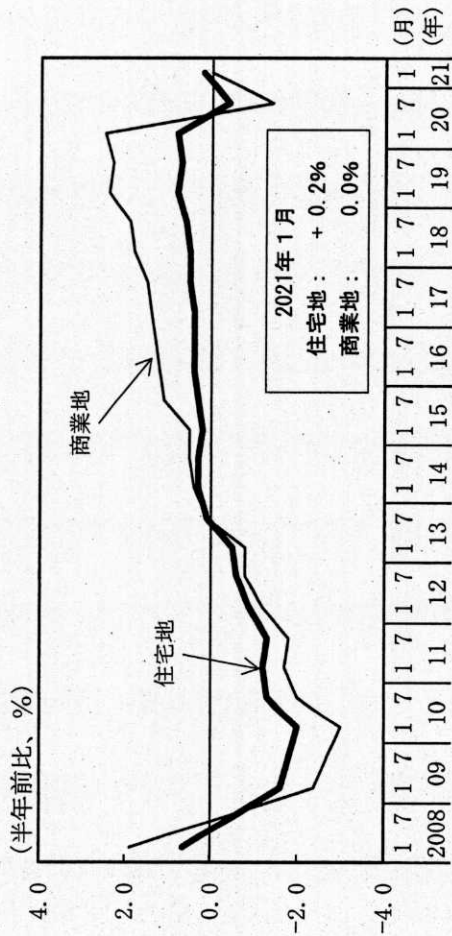 (半年前比、%)
4.0
2.0
0.0
-2.0
-4.0
商業地
住宅地
2021年1月
住宅地： + 0.2%
商業地： 0.0%
1 7 1 7 1 7 1 7 1 7 1 7 1 7 1 7 1 7 1 7 1 7 1 7 1 7 1 (月)
2008 09 10 11 12 13 14 15 16 17 18 19 20 21 (年)